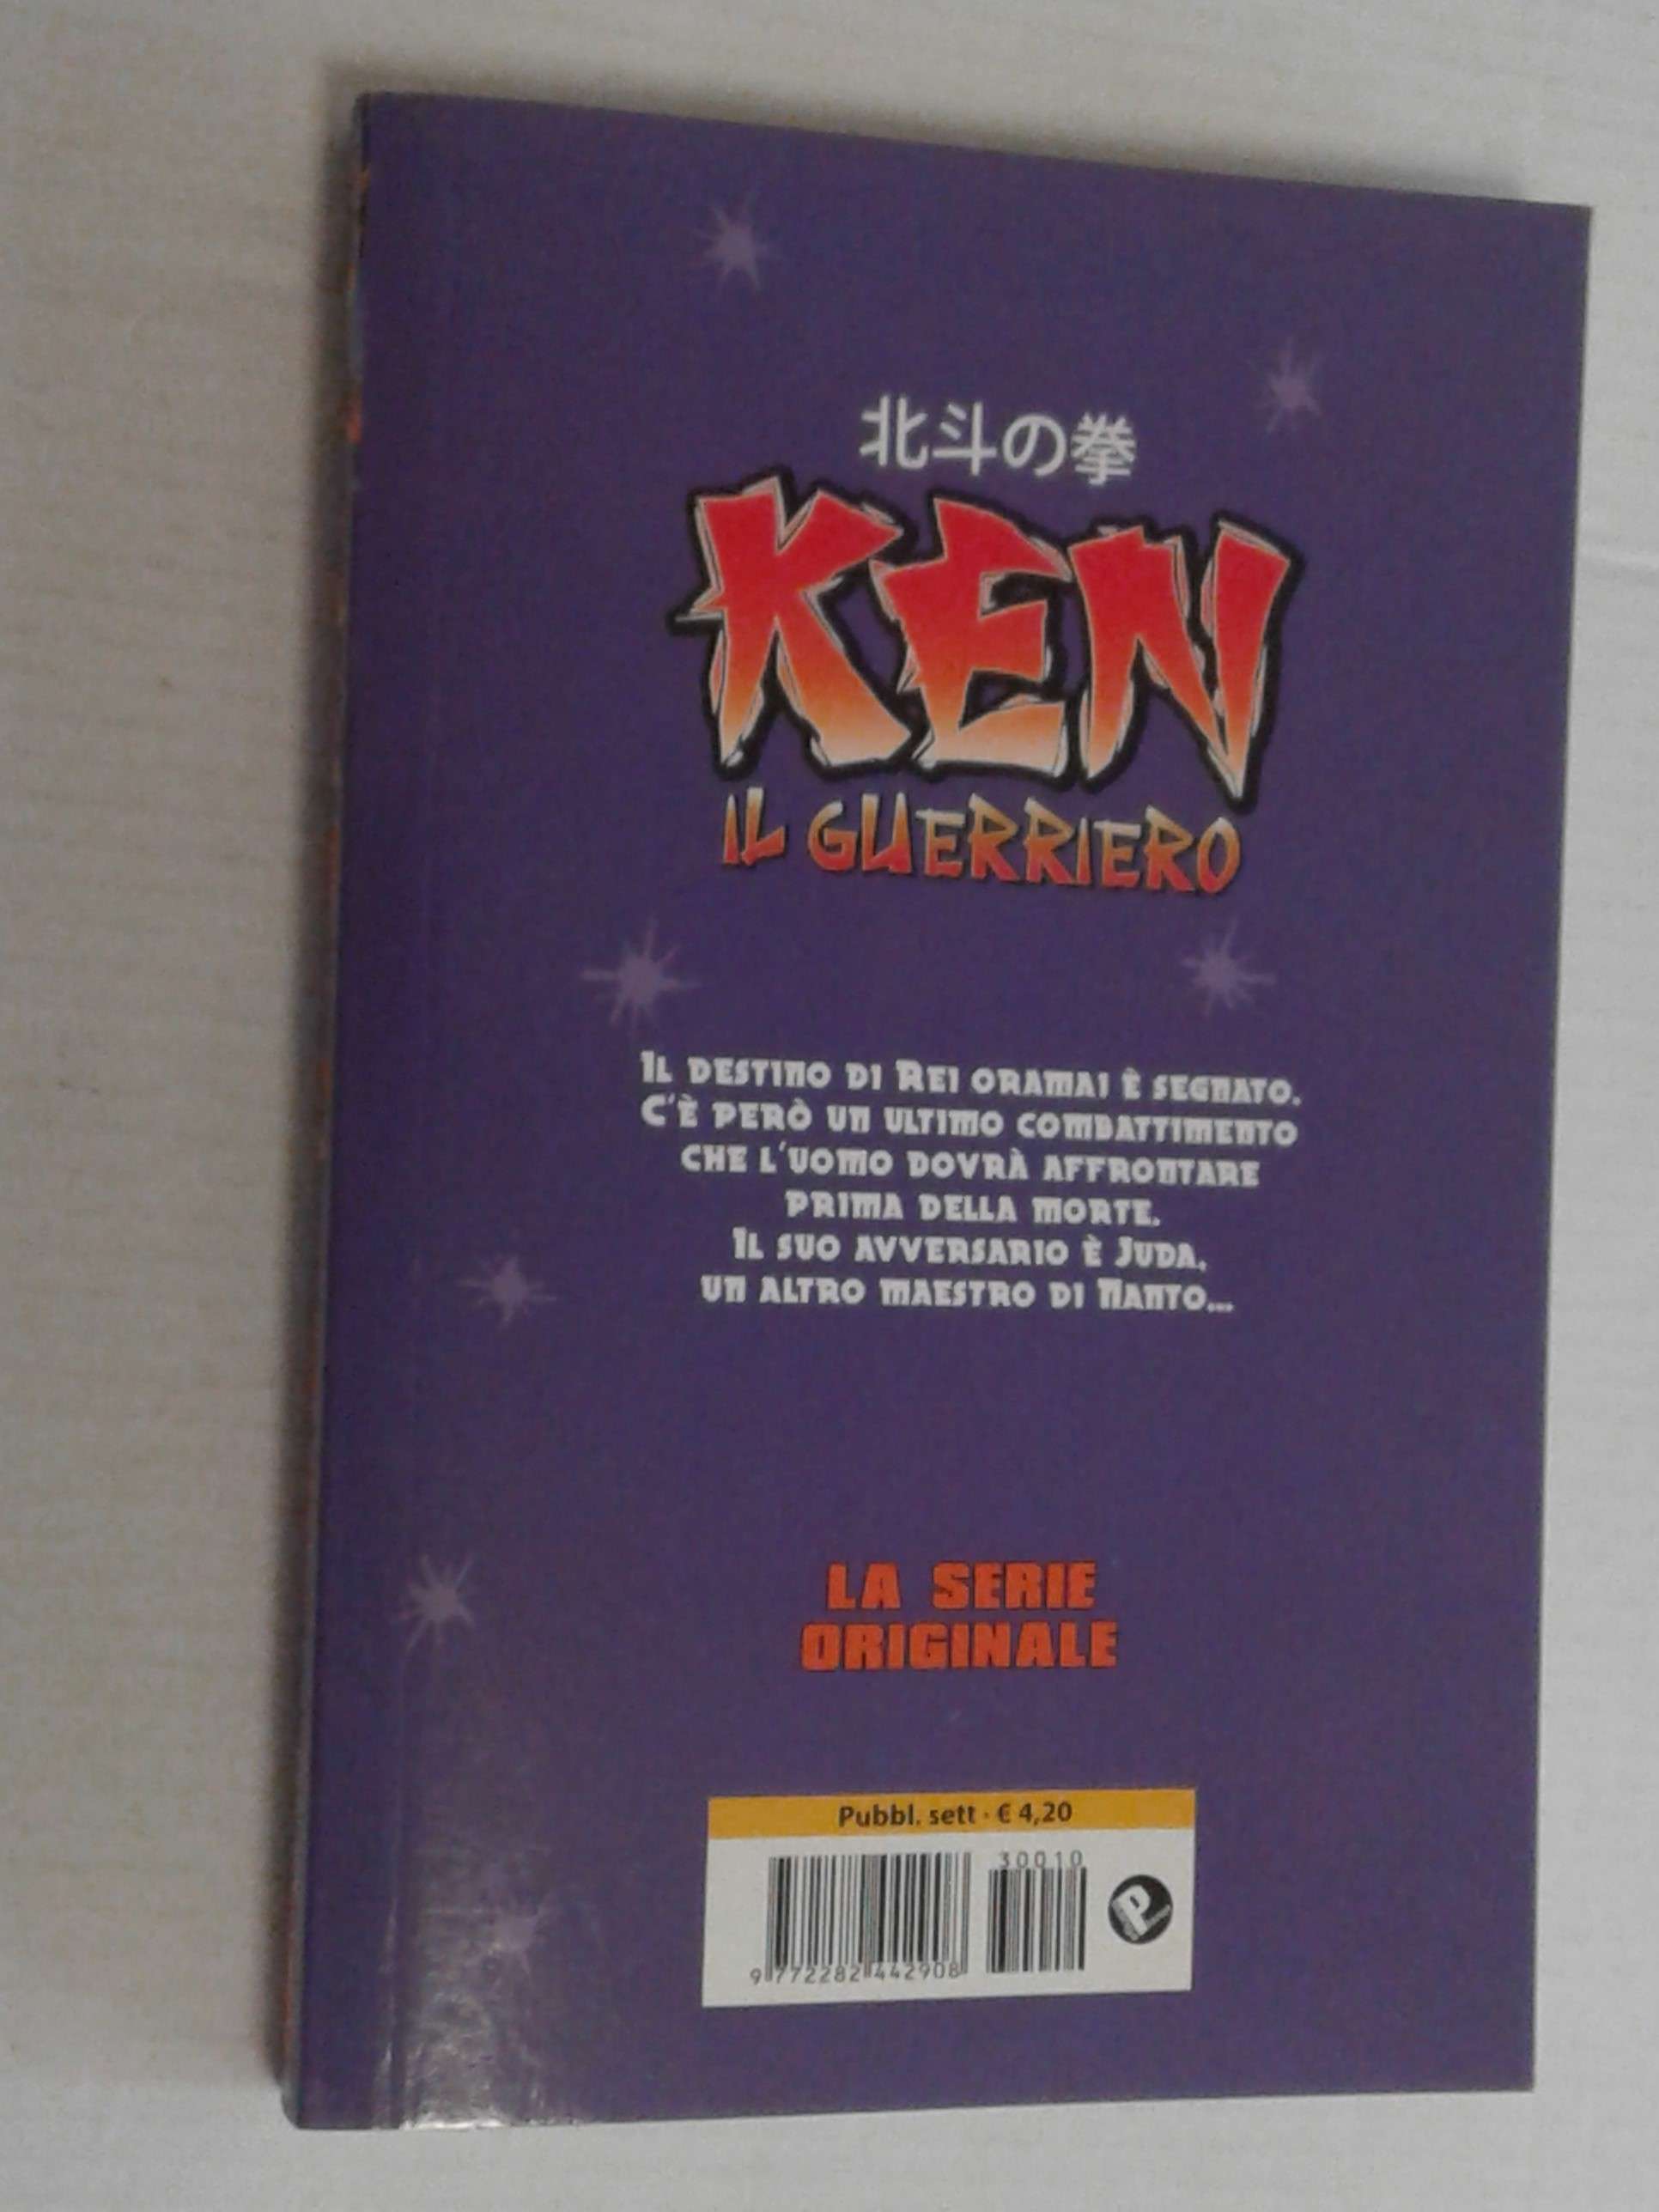 北斗の拳
KEN
IL GUERRIERO
IL DESTINO DI REI ORAMAI È SEGNATO.
C'È PERÒ UN ULTIMO COMBATTIMENTO
CHE L'UOMO DOVRÀ AFFRONTARE
PRIMA DELLA MORTE.
IL SUO AVVERSARIO È JUDA,
UN ALTRO MAESTRO DI NANTO...
LA SERIE
ORIGINALE
Pubbl. sett · € 4,20
30010
P
9 772282 442908